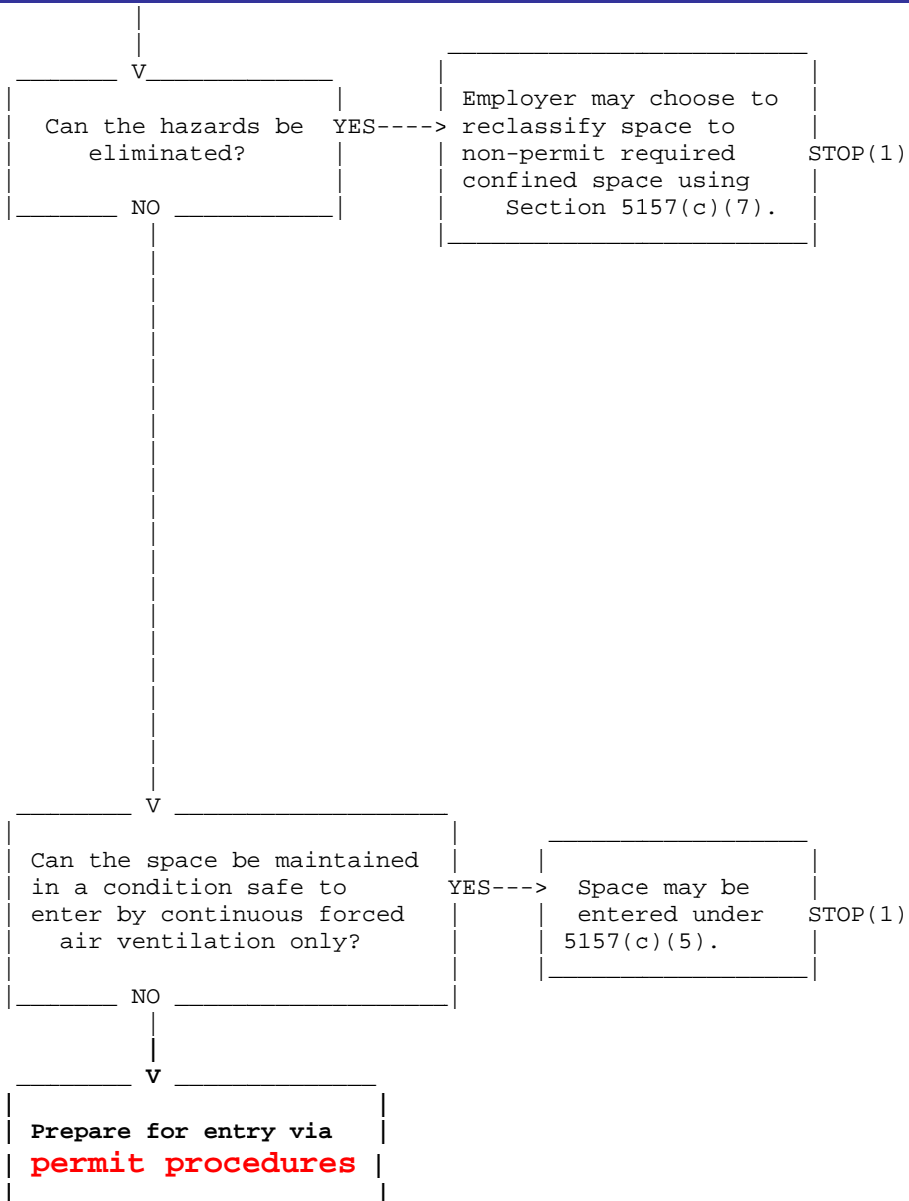 V
Can the hazards be YES----> Employer may choose to
eliminated? reclassify space to
non-permit required STOP(1)
confined space using
NO Section 5157(c)(7).
V
Can the space be maintained
in a condition safe to YES---> Space may be
enter by continuous forced entered under STOP(1)
air ventilation only? 5157(c)(5).
NO
V
Prepare for entry via
permit procedures